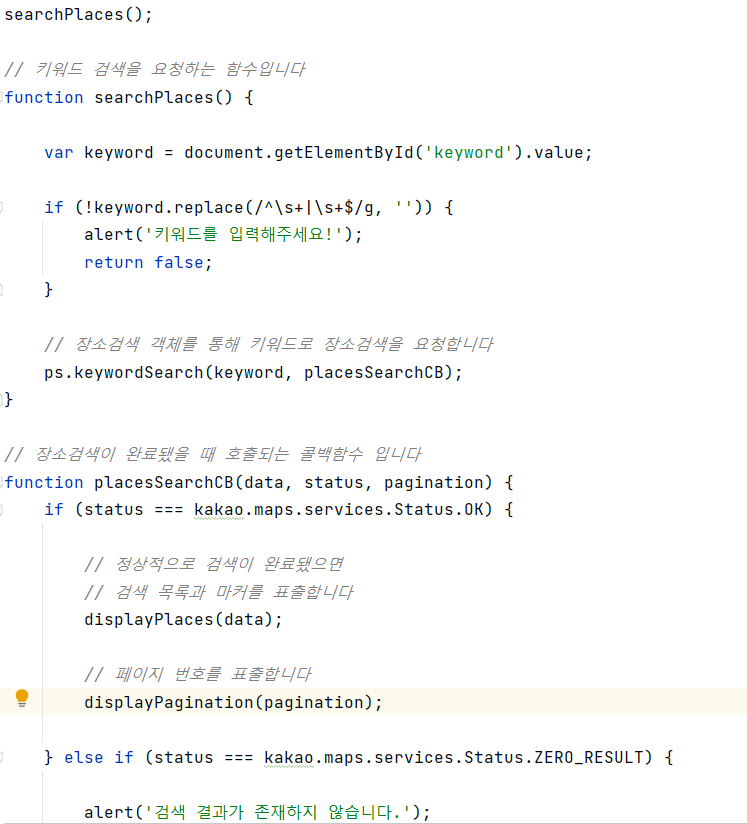 searchPlaces();
// 키워드 검색을 요청하는 함수입니다
function searchPlaces() {
var keyword = document.getElementById('keyword').value;
if (!keyword.replace(/^\s+|\s+$/g, '')) {
alert('키워드를 입력해주세요!');
return false;
}
// 장소검색 객체를 통해 키워드로 장소검색을 요청합니다
ps.keywordSearch(keyword, placesSearchCB);
}
// 장소검색이 완료됐을 때 호출되는 콜백함수 입니다
function placesSearchCB(data, status, pagination) {
if (status === kakao.maps.services.Status.OK) {
// 정상적으로 검색이 완료됐으면
// 검색 목록과 마커를 표출합니다
displayPlaces(data);
// 페이지 번호를 표출합니다
displayPagination(pagination);
} else if (status === kakao.maps.services.Status.ZERO_RESULT) {
alert('검색 결과가 존재하지 않습니다.');